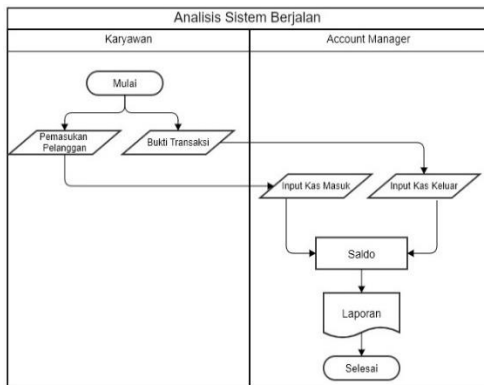 Analisis Sistem Berjalan
Karyawan
Account Manager
Mulai
Pemasukan
Pelanggan
Bukti Transaksi
Input Kas Masuk
Input Kas Keluar
Saldo
Laporan
Selesai